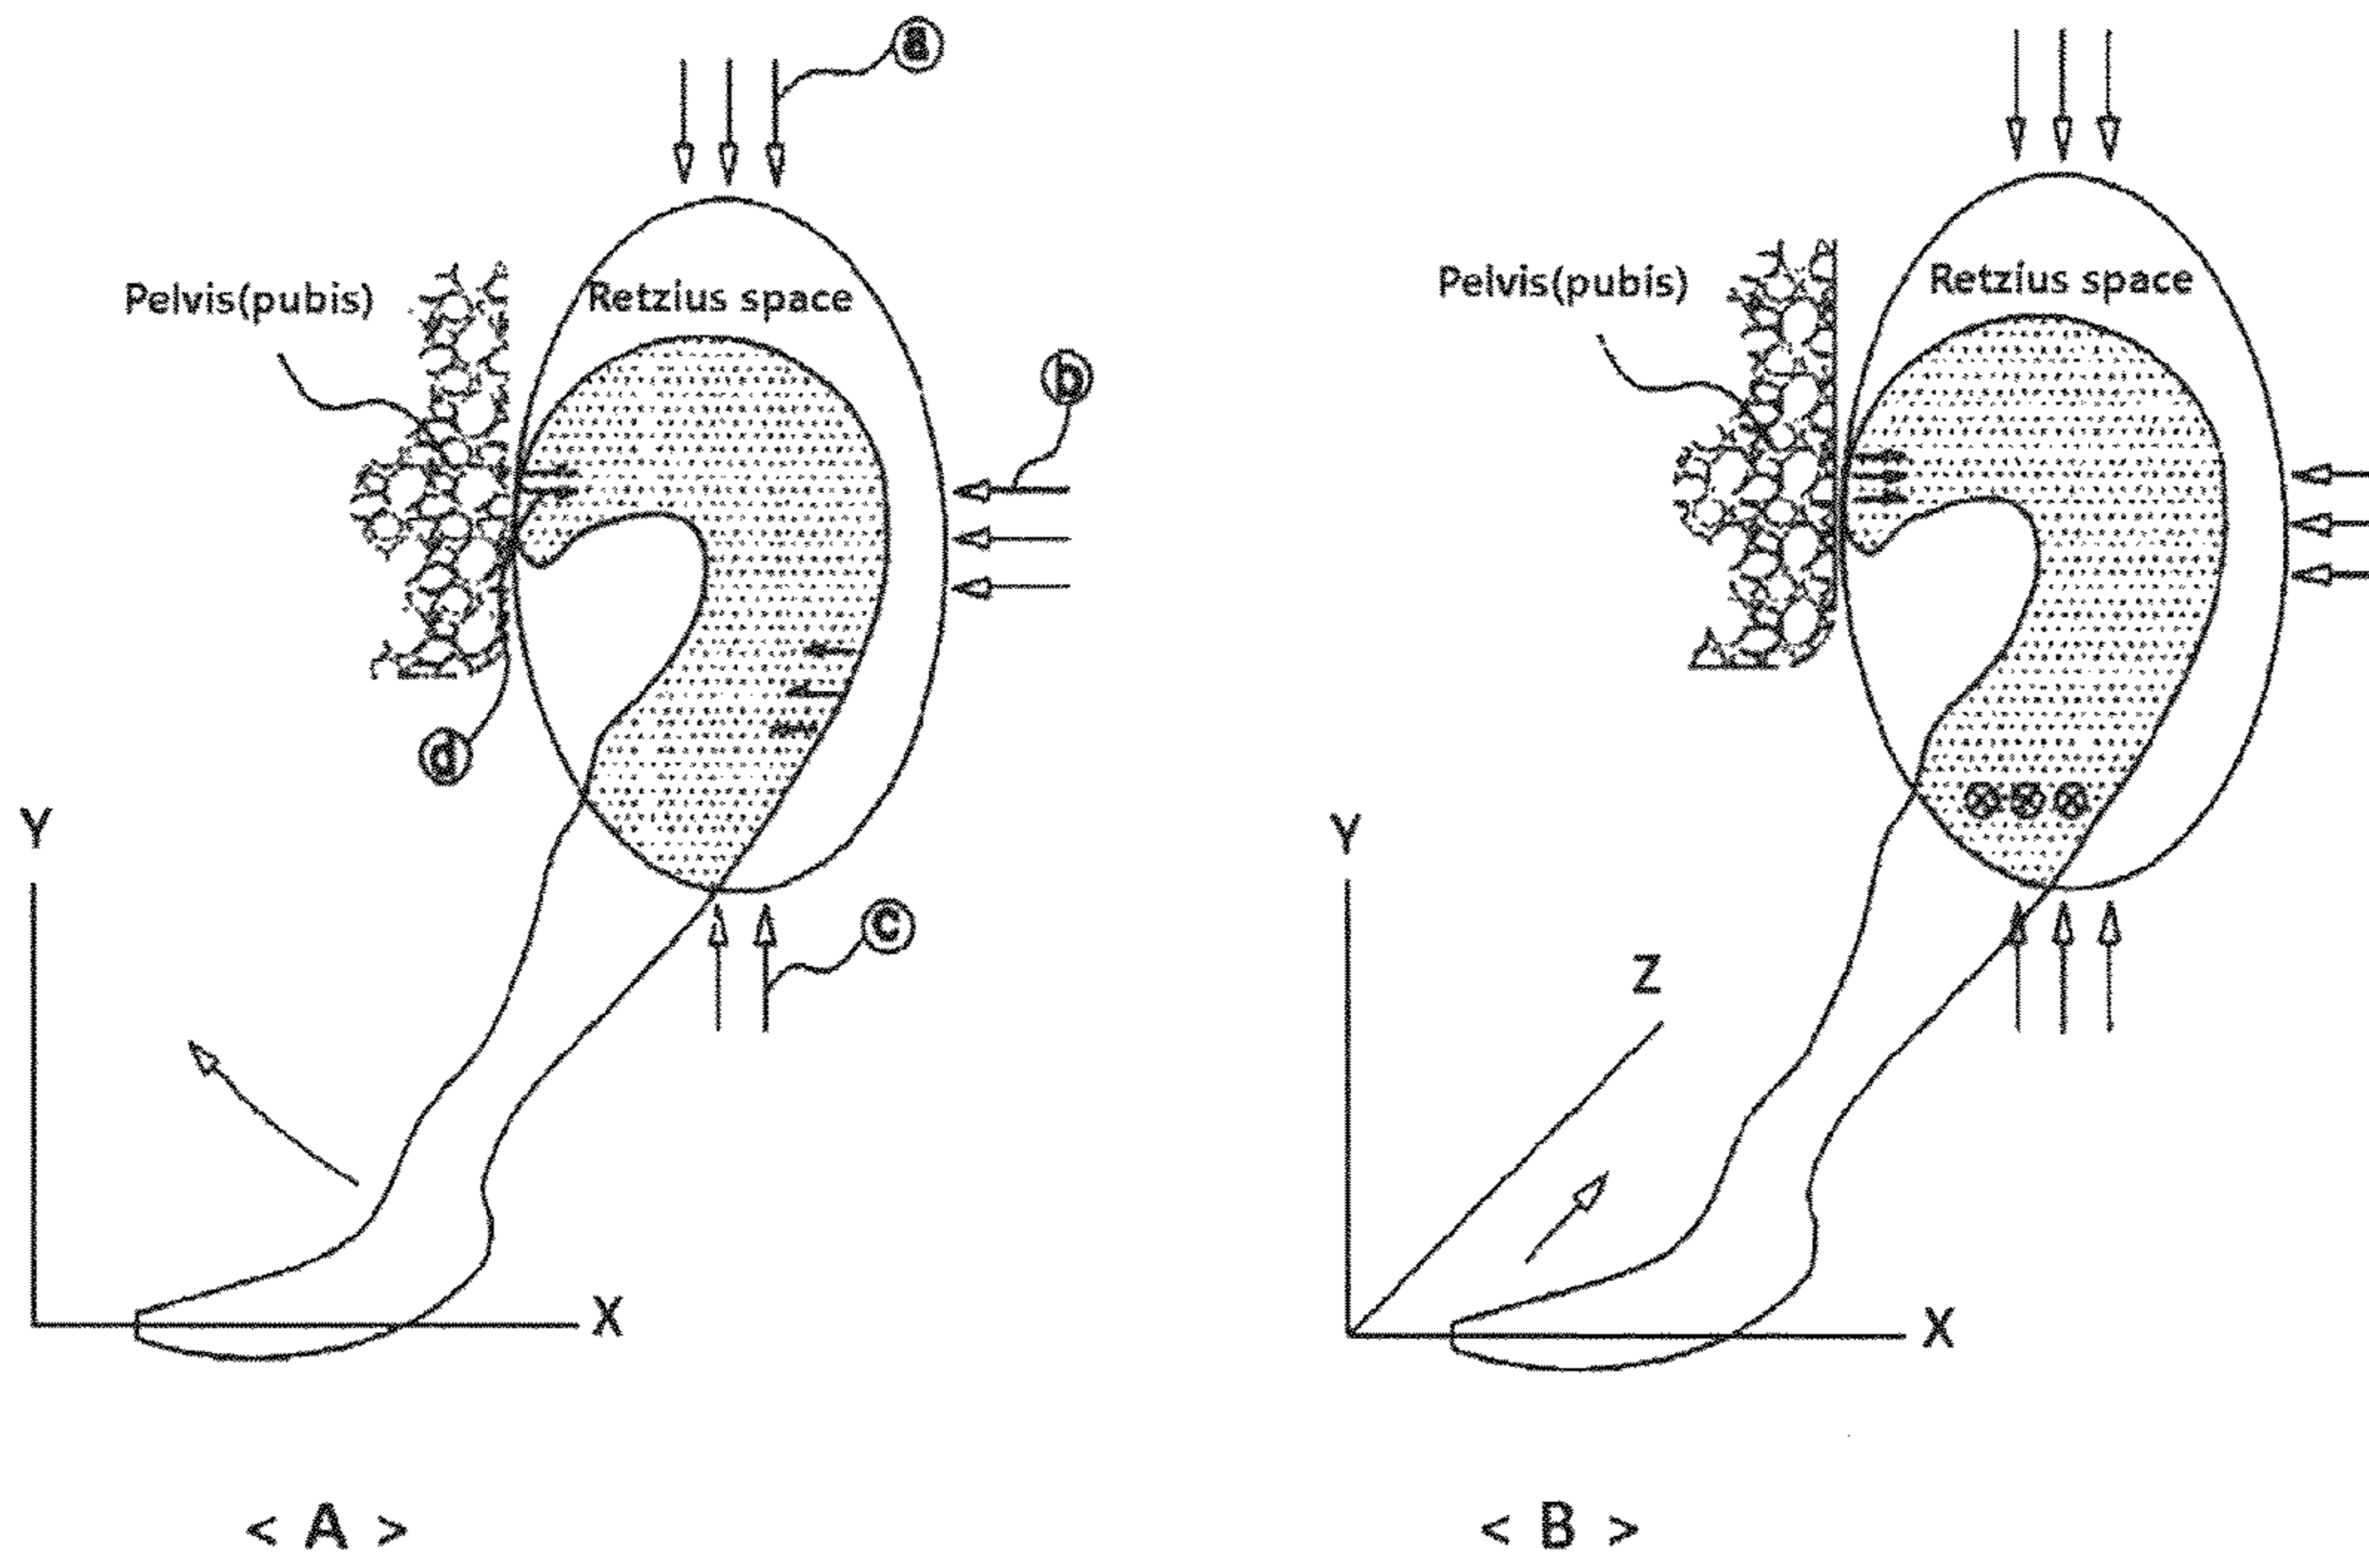 ⓐ
Pelvis(pubis)
Retzius space
ⓑ
ⓓ
ⓒ
Y
X
< A >
Pelvis(pubis)
Retzius space
Y
Z
X
< B >